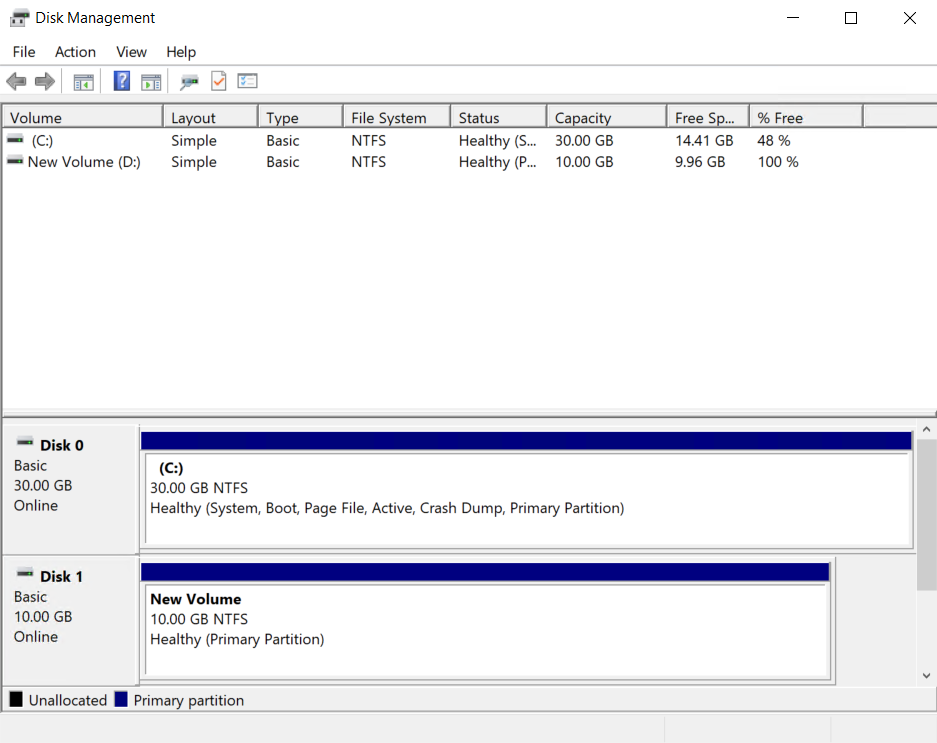 Disk Management
File Action View Help
Volume Layout Type File System Status Capacity Free Sp... % Free
(C:) Simple Basic NTFS Healthy (S... 30.00 GB 14.41 GB 48 %
New Volume (D:) Simple Basic NTFS Healthy (P... 10.00 GB 9.96 GB 100 %
Disk 0
Basic
30.00 GB
Online
(C:)
30.00 GB NTFS
Healthy (System, Boot, Page File, Active, Crash Dump, Primary Partition)
Disk 1
Basic
10.00 GB
Online
New Volume
10.00 GB NTFS
Healthy (Primary Partition)
Unallocated Primary partition